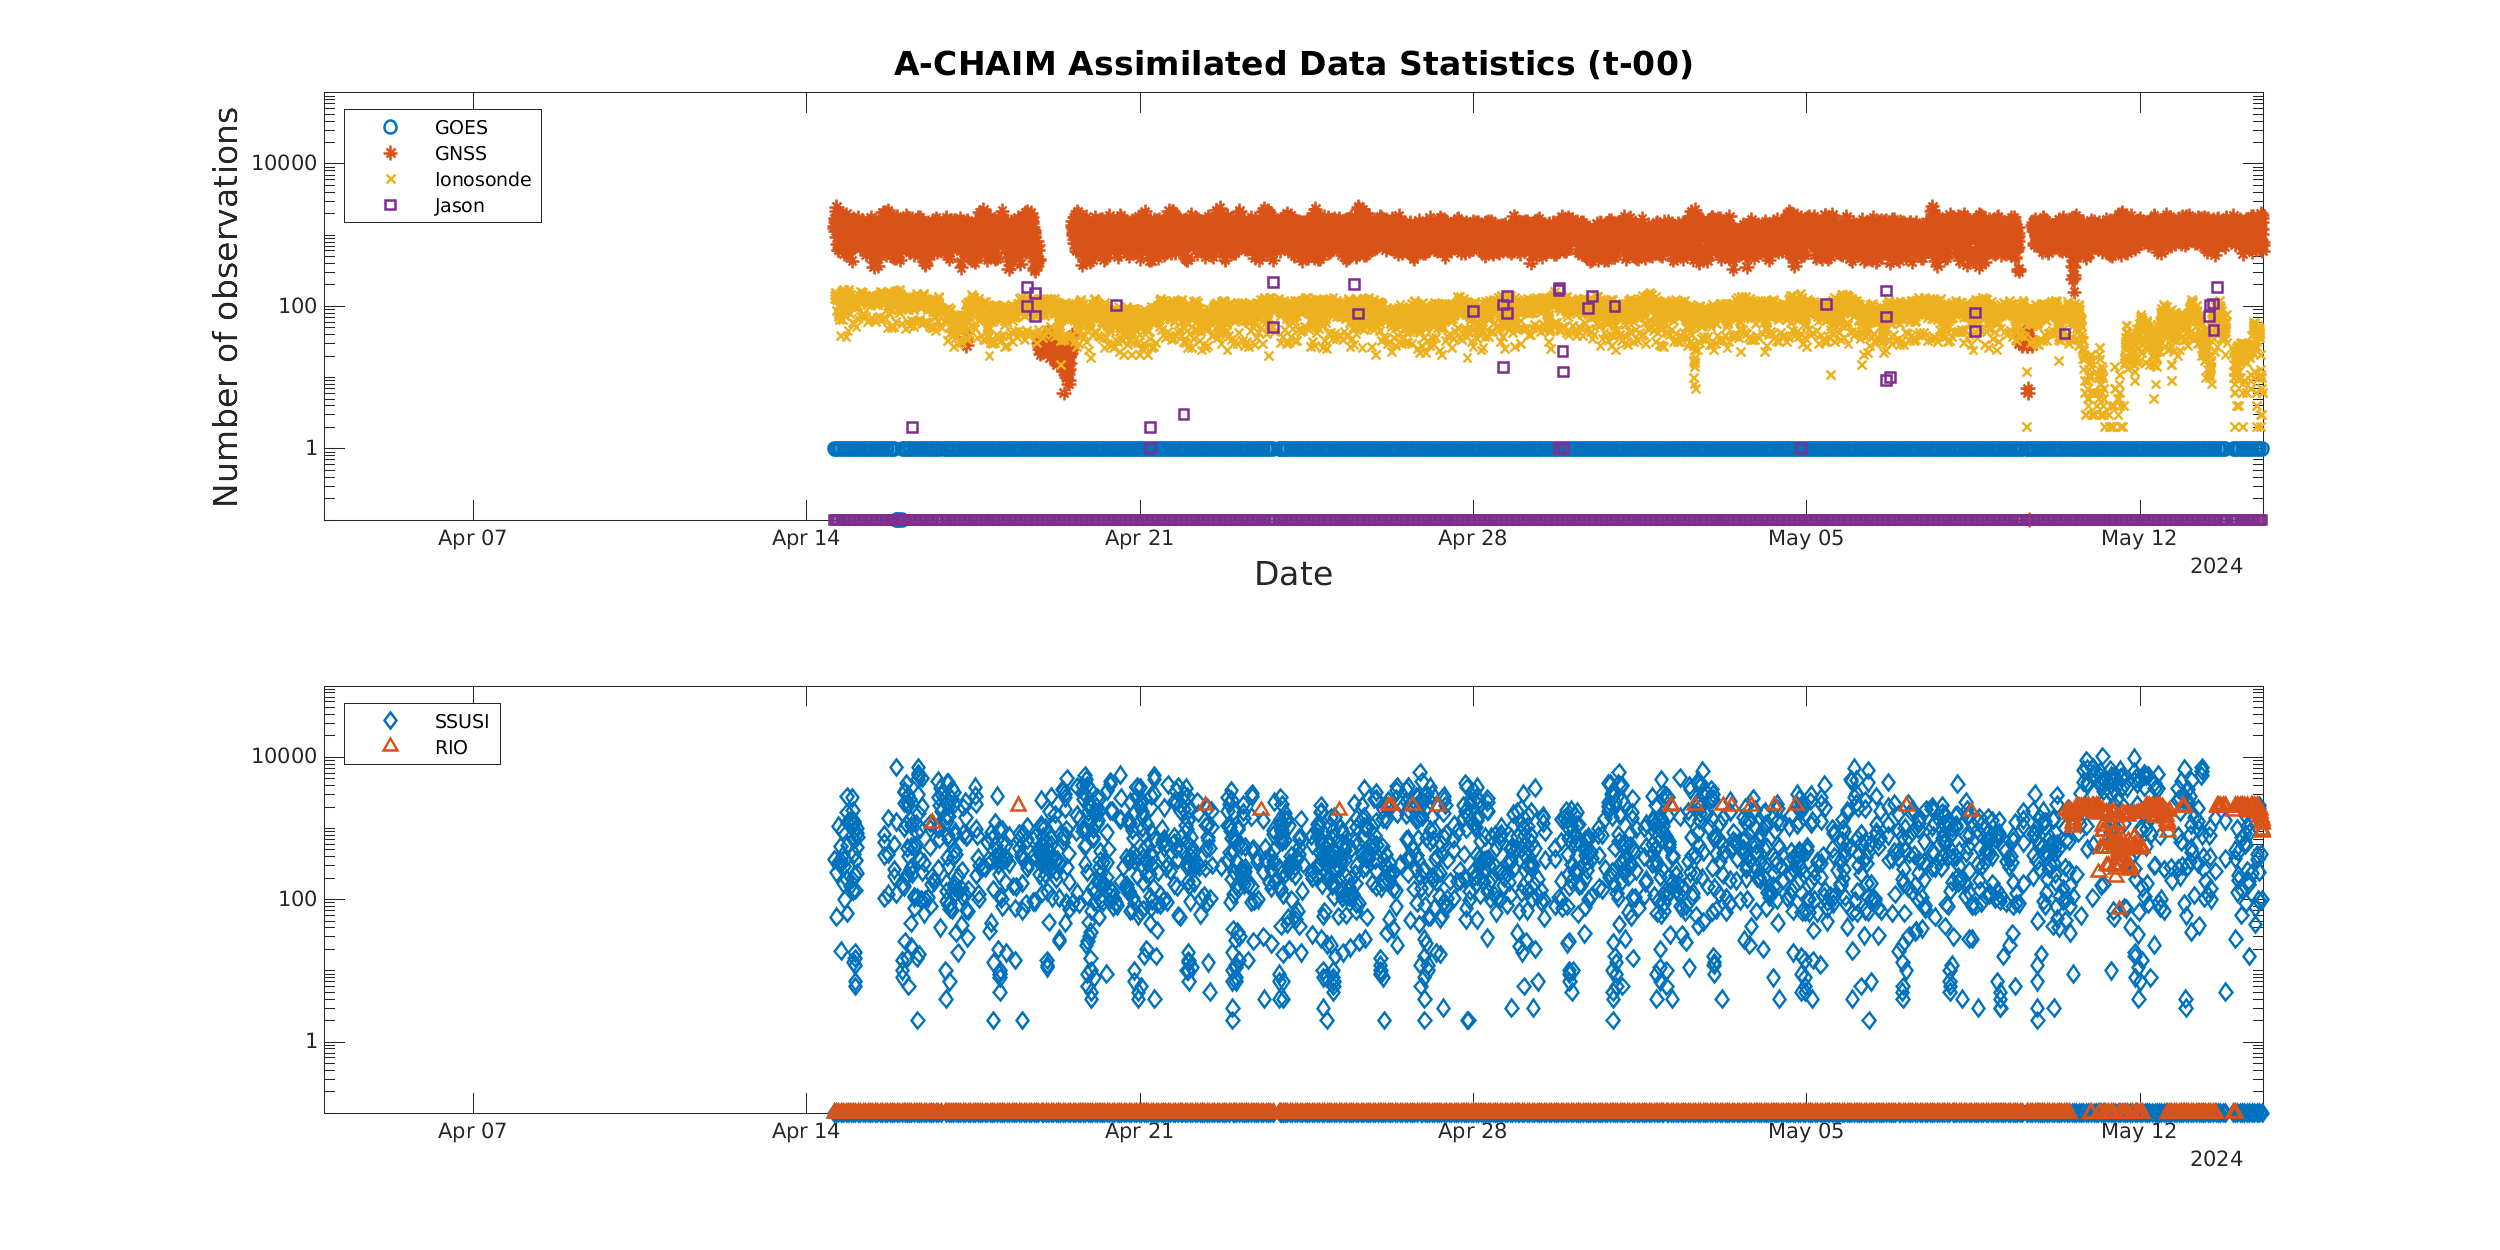 A-CHAIM Assimilated Data Statistics (t-00)
Number of observations
10000
100
1
GOES
GNSS
Ionosonde
Jason
Apr 07
Apr 14
Apr 21
Apr 28
May 05
May 12
2024
Date
10000
100
1
SSUSI
RIO
Apr 07
Apr 14
Apr 21
Apr 28
May 05
May 12
2024